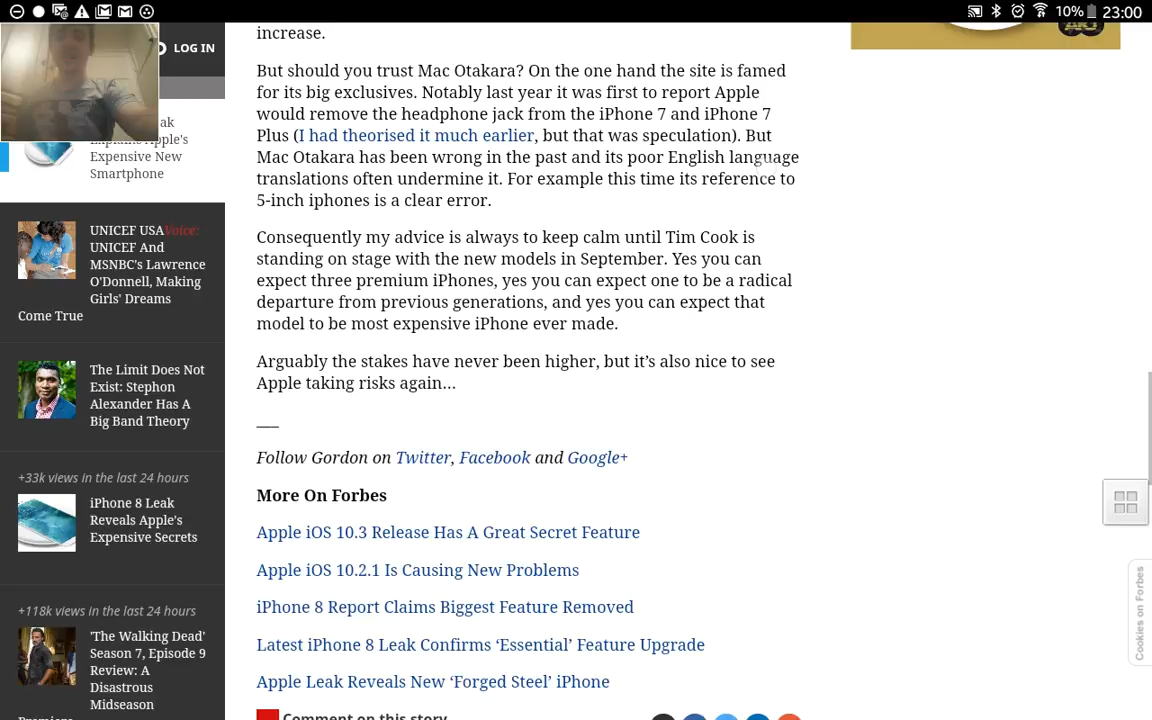 10% 23:00
LOG IN
increase.
But should you trust Mac Otakara? On the one hand the site is famed
for its big exclusives. Notably last year it was first to report Apple
would remove the headphone jack from the iPhone 7 and iPhone 7
Plus (I had theorised it much earlier, but that was speculation). But
Mac Otakara has been wrong in the past and its poor English language
translations often undermine it. For example this time its reference to
5-inch iphones is a clear error.
Consequently my advice is always to keep calm until Tim Cook is
standing on stage with the new models in September. Yes you can
expect three premium iPhones, yes you can expect one to be a radical
departure from previous generations, and yes you can expect that
model to be most expensive iPhone ever made.
Arguably the stakes have never been higher, but it's also nice to see
Apple taking risks again...
Follow Gordon on Twitter, Facebook and Google+
More On Forbes
Apple iOS 10.3 Release Has A Great Secret Feature
Apple iOS 10.2.1 Is Causing New Problems
iPhone 8 Report Claims Biggest Feature Removed
Latest iPhone 8 Leak Confirms ‘Essential’ Feature Upgrade
Apple Leak Reveals New ‘Forged Steel’ iPhone
Comment on this story
Expensive New
Smartphone
UNICEF USAVoice:
UNICEF And
MSNBC's Lawrence
O'Donnell, Making
Girls' Dreams
Come True
The Limit Does Not
Exist: Stephon
Alexander Has A
Big Band Theory
+33k views in the last 24 hours
iPhone 8 Leak
Reveals Apple's
Expensive Secrets
+118k views in the last 24 hours
'The Walking Dead'
Season 7, Episode 9
Review: A
Disastrous
Midseason
Cookies on Forbes